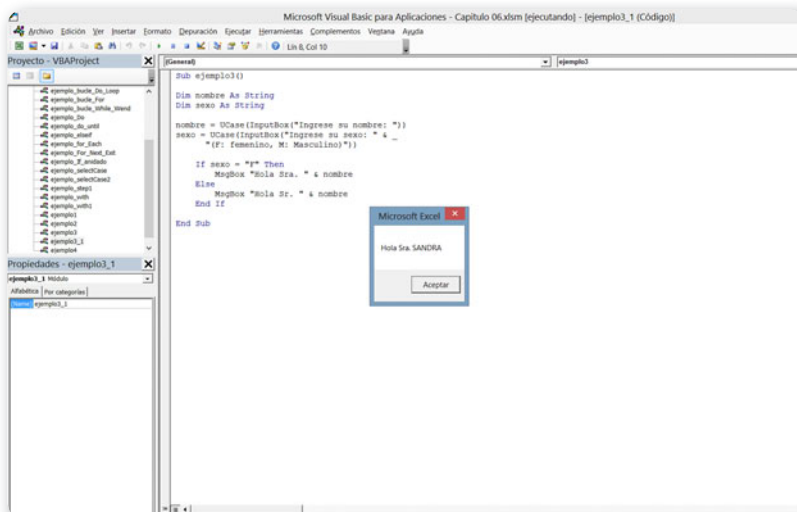 Microsoft Visual Basic para Aplicaciones - Capitulo 06.xlsm [ejecutando] - [ejemplo3_1 (Código)]
Archivo Edición Ver Insertar Formato Depuración Ejecutar Herramientas Complementos Ventana Ayuda
Lín 8, Col 10
Proyecto - VBAProject
(General)
ejemplo3
ejemplo_bucle_Do_Loop
ejemplo_bucle_For
ejemplo_bucle_While_Wend
ejemplo_Do
ejemplo_do_until
ejemplo_elseif
ejemplo_for_Each
ejemplo_For_Next_Exit
ejemplo_If_anidado
ejemplo_selectCase
ejemplo_selectCase2
ejemplo_step1
ejemplo_with
ejemplo_with1
ejemplo1
ejemplo2
ejemplo3
ejemplo3_1
ejemplo4
Propiedades - ejemplo3_1
ejemplo3_1 Módulo
Alfabética Por categorías
(Name) ejemplo3_1
Sub ejemplo3()
Dim nombre As String
Dim sexo As String
nombre = UCase(InputBox("Ingrese su nombre: "))
sexo = UCase(InputBox("Ingrese su sexo: " & _
"(F: femenino, M: Masculino)"))
If sexo = "F" Then
MsgBox "Hola Sra. " & nombre
Else
MsgBox "Hola Sr. " & nombre
End If
End Sub
Microsoft Excel
Hola Sra. SANDRA
Aceptar